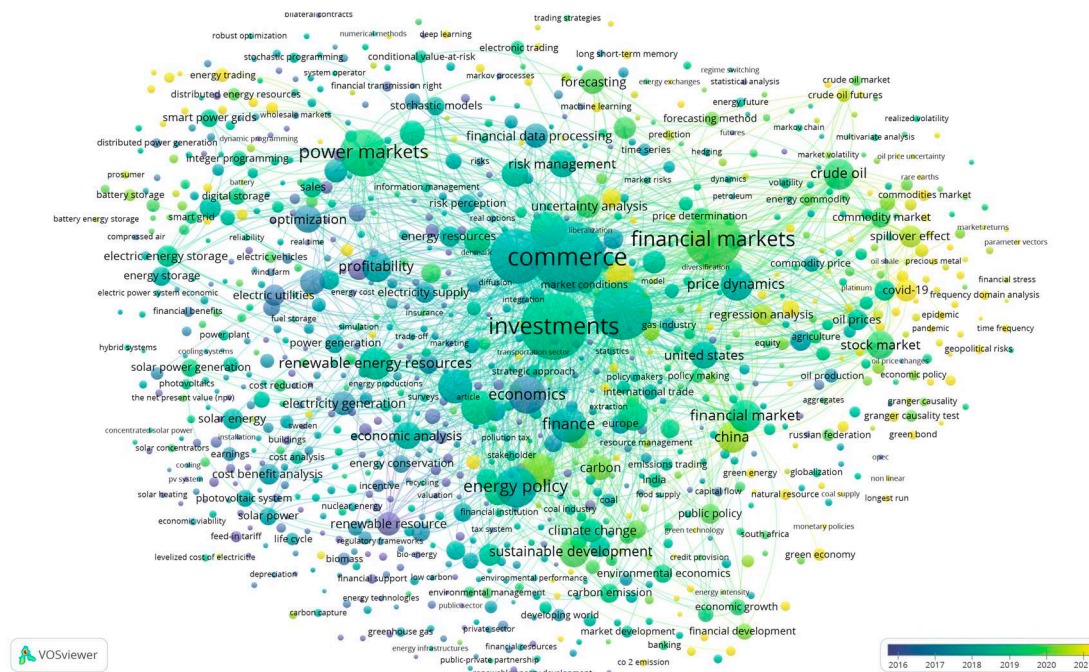 bilateral contracts
trading strategies
robust optimization
numerical methods
deep learning
electronic trading
stochastic programming
conditional value-at-risk
long short-term memory
regime switching
energy trading
system operator
markov processes
forecasting
energy exchanges
statistical analysis
crude oil market
financial transmission right
distributed energy resources
wholesale markets
stochastic models
machine learning
energy future
crude oil futures
smart power grids
forecasting method
realized volatility
distributed power generation
dynamic programming
financial data processing
prediction
futures
markov chain
multivariate analysis
integer programming
power markets
risks
time series
hedging
market volatility
oil price uncertainty
prosumer
battery
sales
information management
risk management
market risks
dynamics
volatility
crude oil
rare earths
battery storage
digital storage
risk perception
uncertainty analysis
petroleum
energy commodity
commodities market
battery energy storage
smart grid
optimization
real options
price determination
commodity market
market returns
compressed air
reliability
real time
energy resources
liberalization
financial markets
spillover effect
parameter vectors
electric energy storage
electric vehicles
denmark
commerce
diversification
commodity price
oil shale
precious metal
energy storage
wind farm
profitability
diffusion
market conditions
model
price dynamics
platinum
covid-19
financial stress
electric power system economic
electric utilities
energy cost
electricity supply
integration
frequency domain analysis
financial benefits
fuel storage
insurance
gas industry
regression analysis
oil prices
epidemic
pandemic
time frequency
power plant
simulation
trade-off
investments
equity
agriculture
stock market
geopolitical risks
hybrid systems
cooling systems
power generation
marketing
transportation sector
statistics
united states
oil price changes
solar power generation
renewable energy resources
strategic approach
policy makers
policy making
oil production
economic policy
photovoltaics
cost reduction
energy productions
economics
international trade
the net present value (npv)
electricity generation
surveys
article
extraction
aggregates
granger causality
solar energy
sweden
finance
europe
financial market
granger causality test
concentrated solar power
installation
buildings
economic analysis
pollution tax
resource management
china
russian federation
green bond
solar concentrators
earnings
cost analysis
stakeholder
emissions trading
opec
cooling
cost benefit analysis
energy conservation
carbon
india
green energy
globalization
non linear
pv system
recycling
incentive
valuation
energy policy
coal
food supply
capital flow
natural resource
coal supply
longest run
solar heating
photovoltaic system
nuclear energy
financial institution
coal industry
public policy
economic viability
solar power
renewable resource
tax system
climate change
green technology
monetary policies
feed-in tariff
life cycle
regulatory frameworks
south africa
levelized cost of electricitie
biomass
bio-energy
sustainable development
credit provision
green economy
depreciation
financial support
low carbon
environmental performance
environmental economics
energy technologies
environmental management
carbon emission
energy intensity
carbon capture
public sector
developing world
economic growth
greenhouse gas
private sector
market development
financial development
energy infrastructures
financial resources
banking
public-private partnership
co 2 emission
VOSviewer
2016 2017 2018 2019 2020